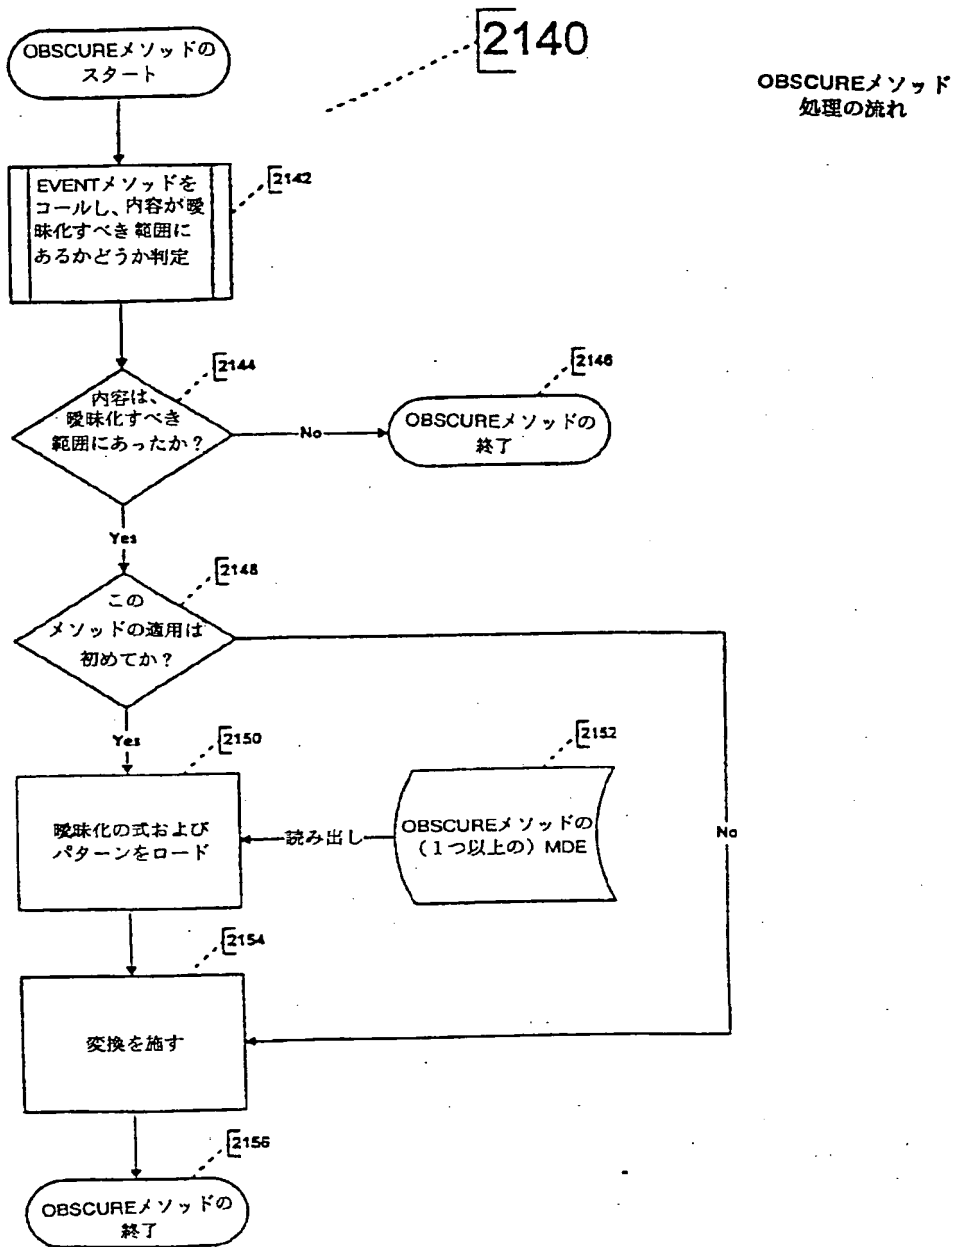 2140
OBSCUREメソッド
処理の流れ
OBSCUREメソッドの
スタート
EVENTメソッドを
コールし、内容が曖
昧化すべき範囲に
あるかどうか判定
2142
内容は、
曖昧化すべき
範囲にあったか？
2144
No
OBSCUREメソッドの
終了
2146
Yes
この
メソッドの適用は
初めてか？
2148
Yes
No
曖昧化の式および
パターンをロード
2150
読み出し
OBSCUREメソッドの
（１つ以上の）MDE
2152
変換を施す
2154
OBSCUREメソッドの
終了
2156